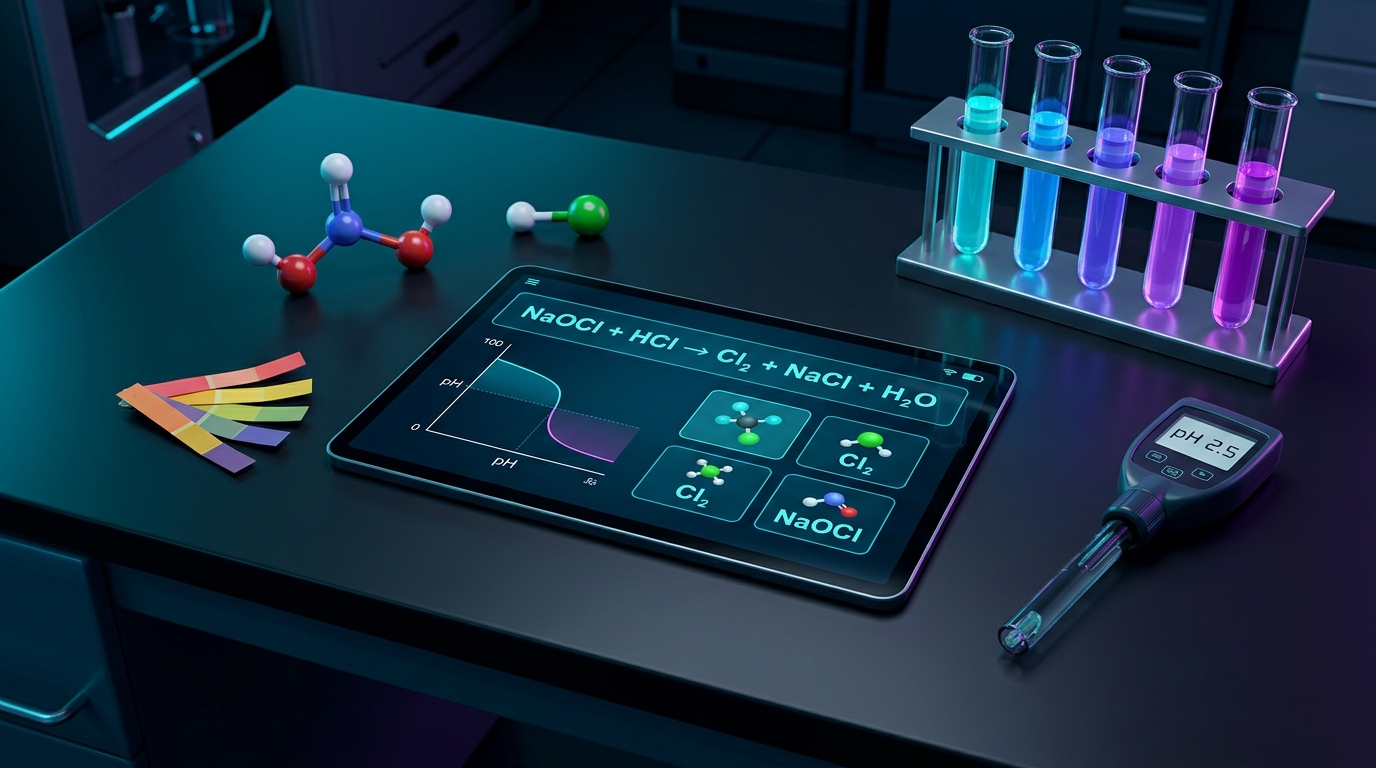 NaOCl + HCl → Cl₂ + NaCl + H₂O
100
pH
0
pH
Cl₂
Cl₂
NaOCl
pH 2.5